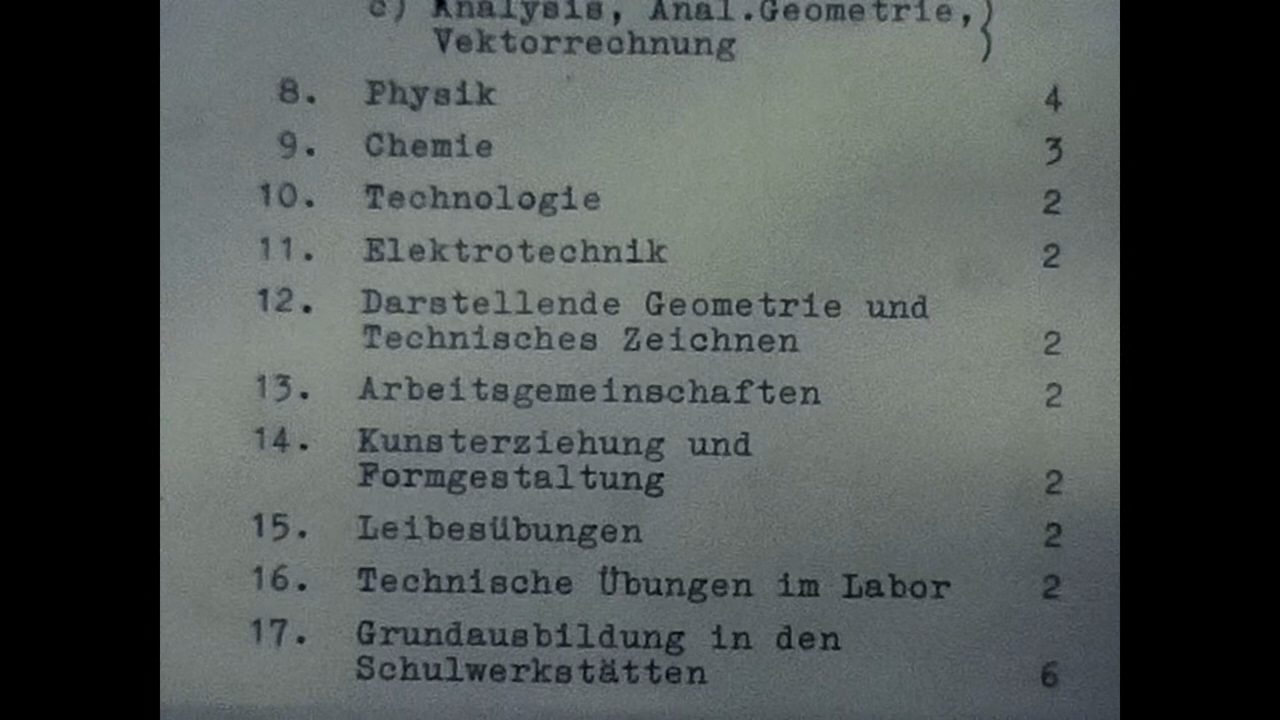 c) Analysis, Anal.Geometrie,
Vektorrechnung
8. Physik 4
9. Chemie 3
10. Technologie 2
11. Elektrotechnik 2
12. Darstellende Geometrie und
Technisches Zeichnen 2
13. Arbeitsgemeinschaften 2
14. Kunsterziehung und
Formgestaltung 2
15. Leibesübungen 2
16. Technische Übungen im Labor 2
17. Grundausbildung in den
Schulwerkstätten 6